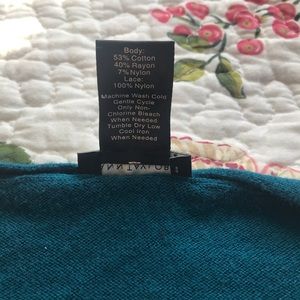 Body:
53% Cotton
40% Rayon
7% Nylon
Lace:
100% Nylon
Machine Wash Cold
Gentle Cycle
Only Non-
Chlorine Bleach
When Needed
Tumble Dry Low
Cool Iron
When Needed